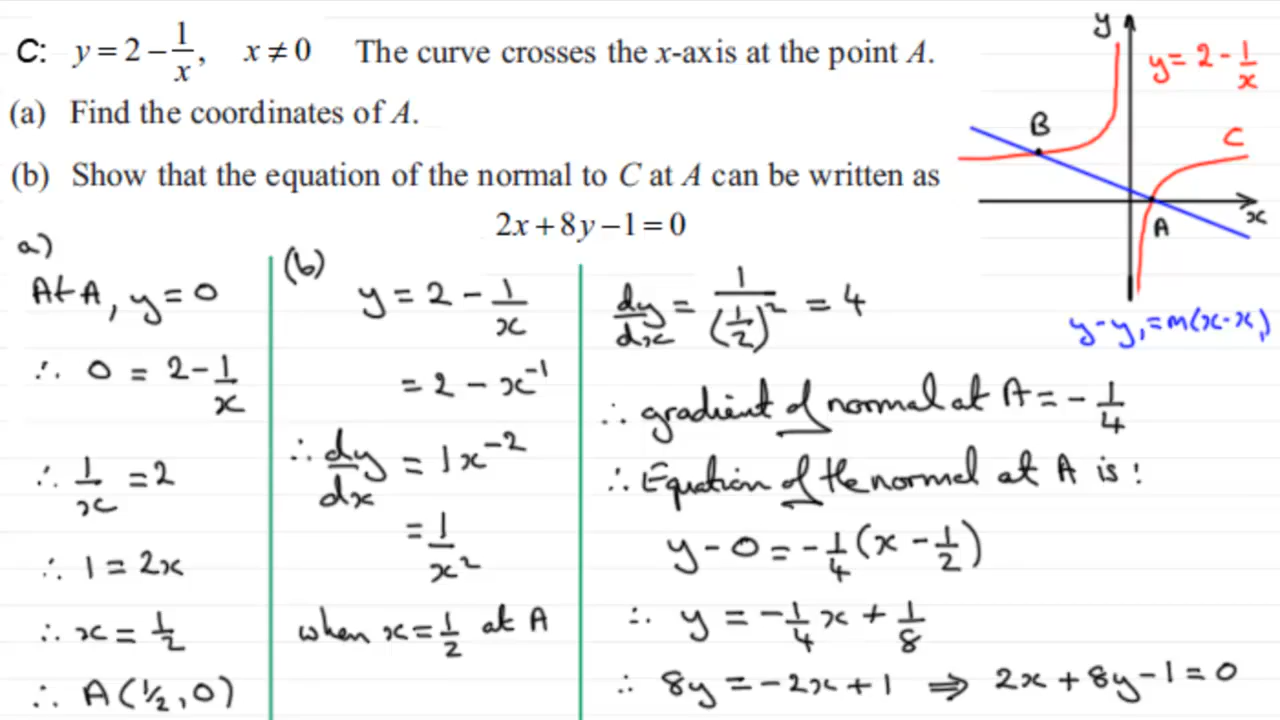 C: y = 2 − 1/x, x ≠ 0 The curve crosses the x-axis at the point A.
(a) Find the coordinates of A.
(b) Show that the equation of the normal to C at A can be written as
2x + 8y − 1 = 0
y
y = 2 − 1/x
B
C
A
x
y − y₁ = m(x − x₁)
a)
At A, y = 0
∴ 0 = 2 − 1/x
∴ 1/x = 2
∴ 1 = 2x
∴ x = 1/2
∴ A (1/2, 0)
(b)
y = 2 − 1/x
= 2 − x⁻¹
∴ dy/dx = 1x⁻²
= 1/x²
when x = 1/2 at A
dy/dx = 1/(1/2)² = 4
∴ gradient of normal at A = − 1/4
∴ Equation of the normal at A is:
y − 0 = −1/4 (x − 1/2)
∴ y = −1/4 x + 1/8
∴ 8y = −2x + 1 ⇒ 2x + 8y − 1 = 0